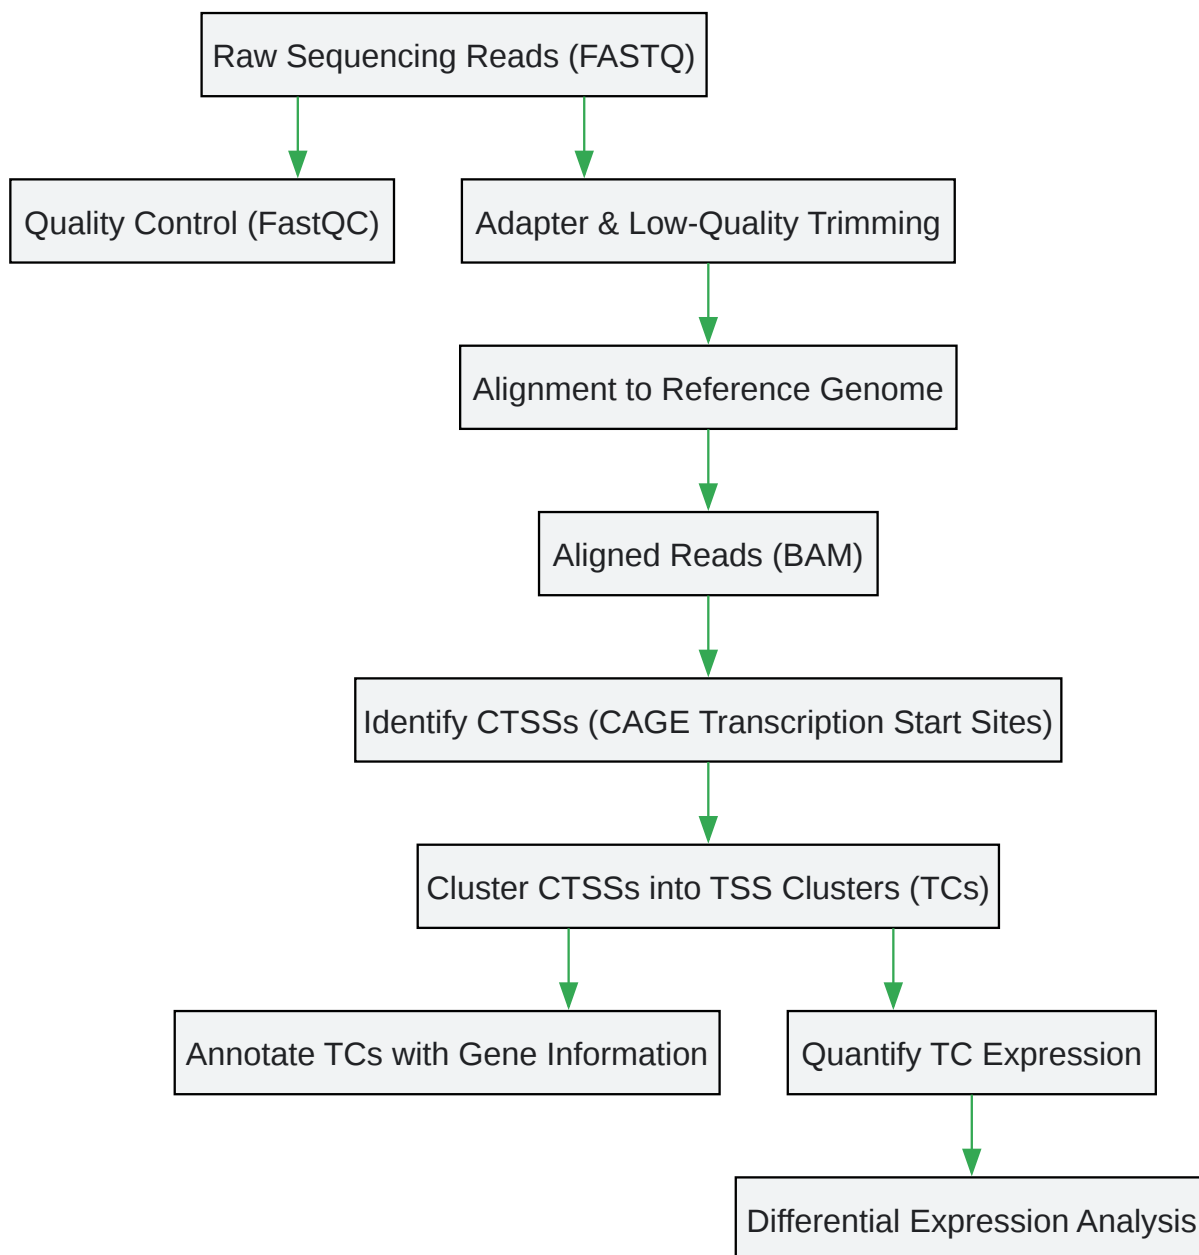 Raw Sequencing Reads (FASTQ)
Quality Control (FastQC)
Adapter & Low-Quality Trimming
Alignment to Reference Genome
Aligned Reads (BAM)
Identify CTSSs (CAGE Transcription Start Sites)
Cluster CTSSs into TSS Clusters (TCs)
Annotate TCs with Gene Information
Quantify TC Expression
Differential Expression Analysis